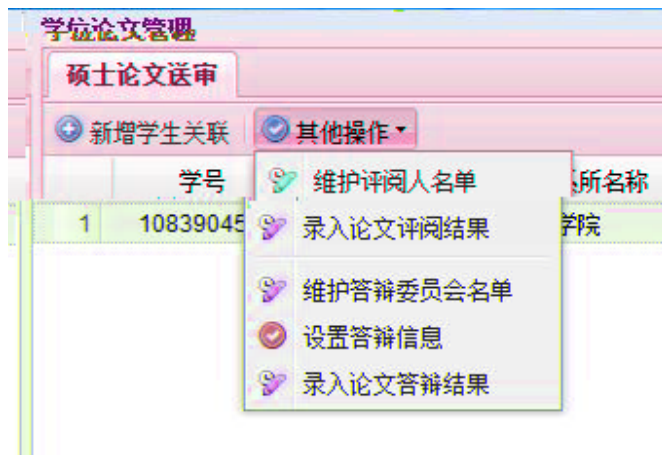 学位论文管理
硕士论文送审
新增学生关联 其他操作
学号 所名称
维护评阅人名单
1 10839045 学院
录入论文评阅结果
维护答辩委员会名单
设置答辩信息
录入论文答辩结果